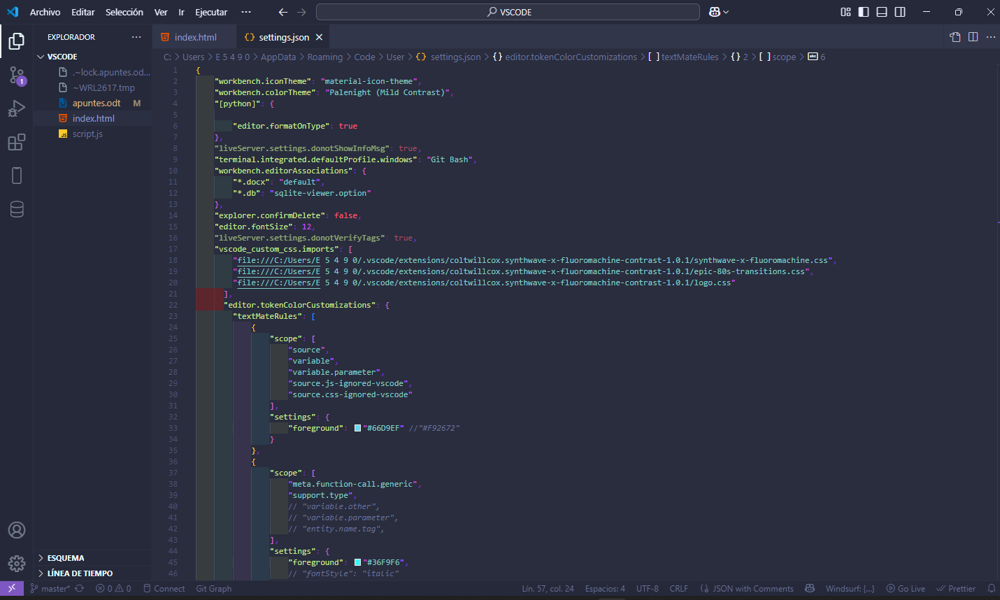 Archivo Editar Selección Ver Ir Ejecutar ··· VSCODE
EXPLORADOR ···
VSCODE
.~lock.apuntes.od...
~WRL2617.tmp
apuntes.odt M
index.html
script.js
1
ESQUEMA
LÍNEA DE TIEMPO
index.html settings.json
C: > Users > E 5 4 9 0 > AppData > Roaming > Code > User > {} settings.json > {} editor.tokenColorCustomizations > [ ] textMateRules > {} 2 > [ ] scope > abc 6
1 {
2 "workbench.iconTheme": "material-icon-theme",
3 "workbench.colorTheme": "Palenight (Mild Contrast)",
4 "[python]": {
5
6 "editor.formatOnType": true
7 },
8 "liveServer.settings.donotShowInfoMsg": true,
9 "terminal.integrated.defaultProfile.windows": "Git Bash",
10 "workbench.editorAssociations": {
11 "*.docx": "default",
12 "*.db": "sqlite-viewer.option"
13 },
14 "explorer.confirmDelete": false,
15 "editor.fontSize": 12,
16 "liveServer.settings.donotVerifyTags": true,
17 "vscode_custom_css.imports": [
18 "file:///C:/Users/E 5 4 9 0/.vscode/extensions/coltwillcox.synthwave-x-fluoromachine-contrast-1.0.1/synthwave-x-fluoromachine.css",
19 "file:///C:/Users/E 5 4 9 0/.vscode/extensions/coltwillcox.synthwave-x-fluoromachine-contrast-1.0.1/epic-80s-transitions.css",
20 "file:///C:/Users/E 5 4 9 0/.vscode/extensions/coltwillcox.synthwave-x-fluoromachine-contrast-1.0.1/logo.css"
21 ],
22 "editor.tokenColorCustomizations": {
23 "textMateRules": [
24 {
25 "scope": [
26 "source",
27 "variable",
28 "variable.parameter",
29 "source.js-ignored-vscode",
30 "source.css-ignored-vscode"
31 ],
32 "settings": {
33 "foreground": "#66D9EF" //"#F92672"
34 }
35 },
36 {
37 "scope": [
38 "meta.function-call.generic",
39 "support.type",
40 // "variable.other",
41 // "variable.parameter",
42 // "entity.name.tag",
43 ],
44 "settings": {
45 "foreground": "#36F9F6",
46 // "fontStyle": "italic"
master* 0 0 Connect Git Graph Lín. 57, col. 24 Espacios: 4 UTF-8 CRLF JSON with Comments Windsurf: {...} Go Live Prettier